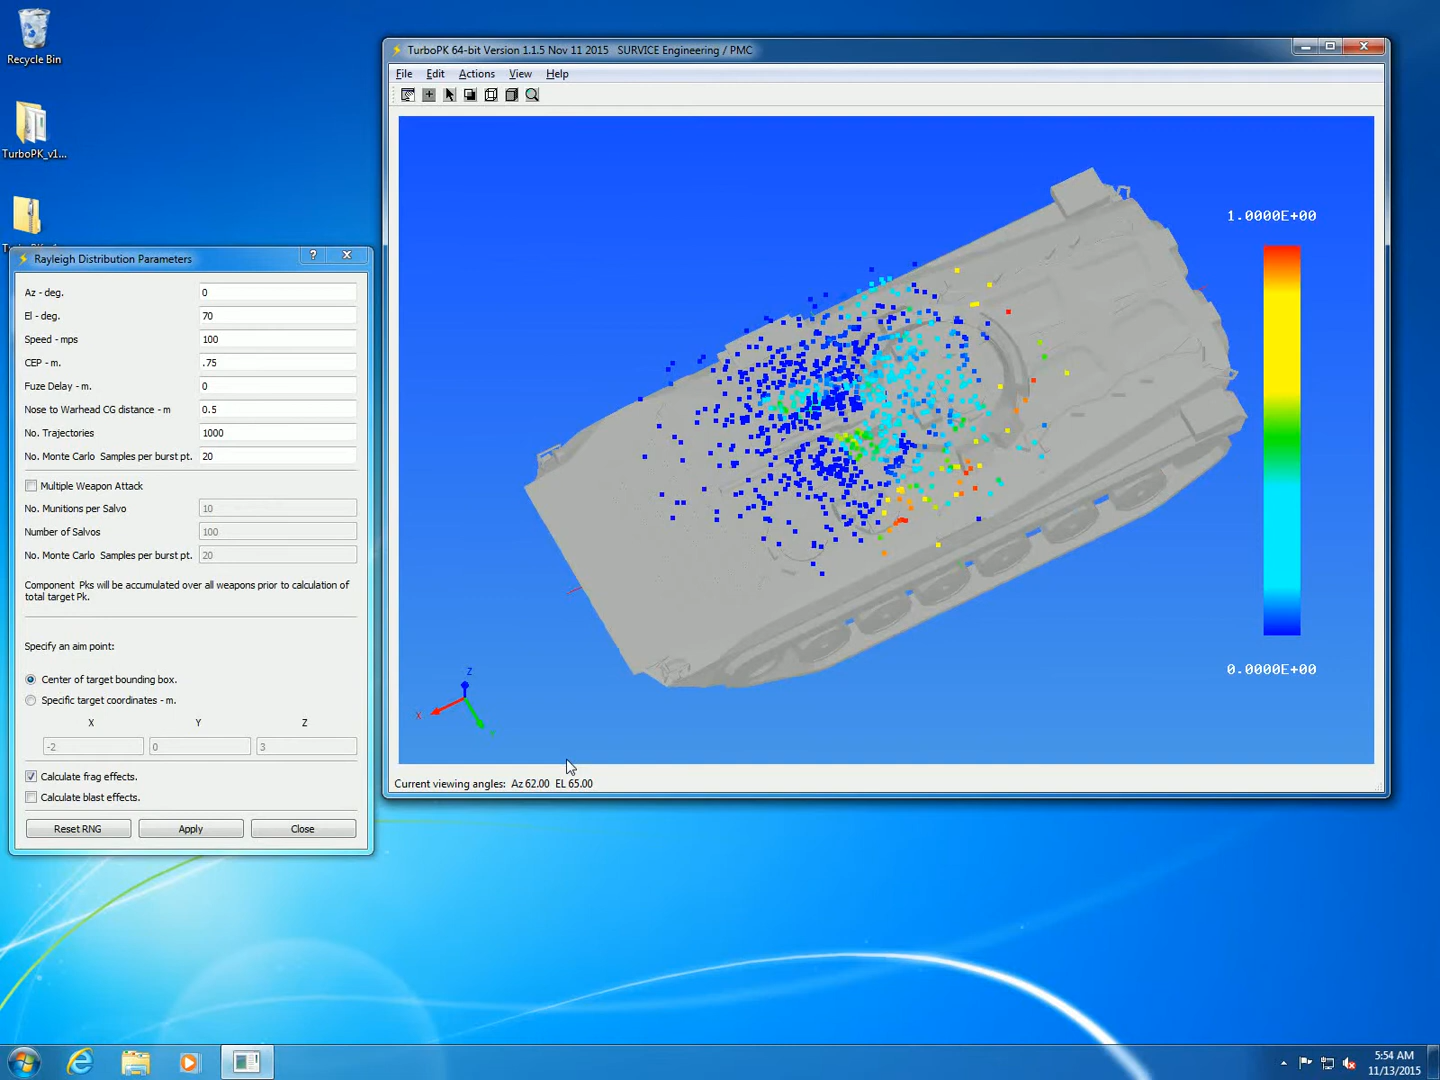 Recycle Bin
TurboPK_v1...
TurboPK 64-bit Version 1.1.5 Nov 11 2015 SURVICE Engineering / PMC
File Edit Actions View Help
Rayleigh Distribution Parameters
Az - deg. 0
El - deg. 70
Speed - mps 100
CEP - m. .75
Fuze Delay - m. 0
Nose to Warhead CG distance - m 0.5
No. Trajectories 1000
No. Monte Carlo Samples per burst pt. 20
Multiple Weapon Attack
No. Munitions per Salvo 10
Number of Salvos 100
No. Monte Carlo Samples per burst pt. 20
Component Pks will be accumulated over all weapons prior to calculation of
total target Pk.
Specify an aim point:
Center of target bounding box.
Specific target coordinates - m.
X Y Z
-2 0 3
Calculate frag effects.
Calculate blast effects.
Reset RNG Apply Close
1.0000E+00
0.0000E+00
Z
X
Current viewing angles: Az 62.00 EL 65.00
5:54 AM
11/13/2015